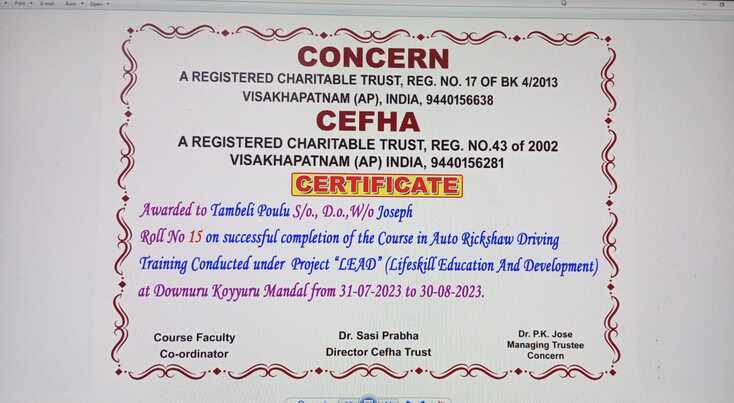 Print E-mail Burn Open
CONCERN
A REGISTERED CHARITABLE TRUST, REG. NO. 17 OF BK 4/2013
VISAKHAPATNAM (AP), INDIA, 9440156638
CEFHA
A REGISTERED CHARITABLE TRUST, REG. NO.43 of 2002
VISAKHAPATNAM (AP) INDIA, 9440156281
CERTIFICATE
Awarded to Tambeli Poulu S/o., D.o.,W/o Joseph
Roll No 15 on successful completion of the Course in Auto Rickshaw Driving
Training Conducted under Project “LEAD” (Lifeskill Education And Development)
at Downuru Koyyuru Mandal from 31-07-2023 to 30-08-2023.
Course Faculty
Co-ordinator
Dr. Sasi Prabha
Director Cefha Trust
Dr. P.K. Jose
Managing Trustee
Concern